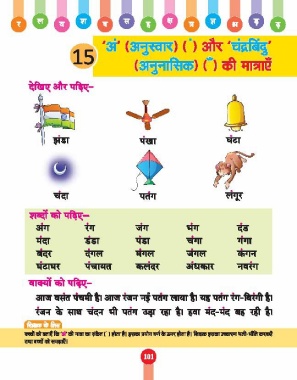 15
'अं' (अनुस्वार) (ं) और 'चंद्रबिंदु'
(अनुनासिक) (ँ) की मात्राएँ
देखिए और पढ़िए–
झंडा पंखा घंटा
चंदा पतंग लंगूर
शब्दों को पढ़िए–
अंग रंग जंग भंग दंड
मंदा डंडा पंडा चंगा गंगा
बंदर दंगल बंगल जंगल कंगन
घंटाघर पंचायत कलंदर अंधकार नवरंग
वाक्यों को पढ़िए–
आज बसंत पंचमी है। आज रंजन नई पतंग लाया है। यह पतंग रंग-बिरंगी है।
रंजन के साथ चंदन भी पतंग उड़ा रहा है। हवा मंद-मंद बह रही है।
101